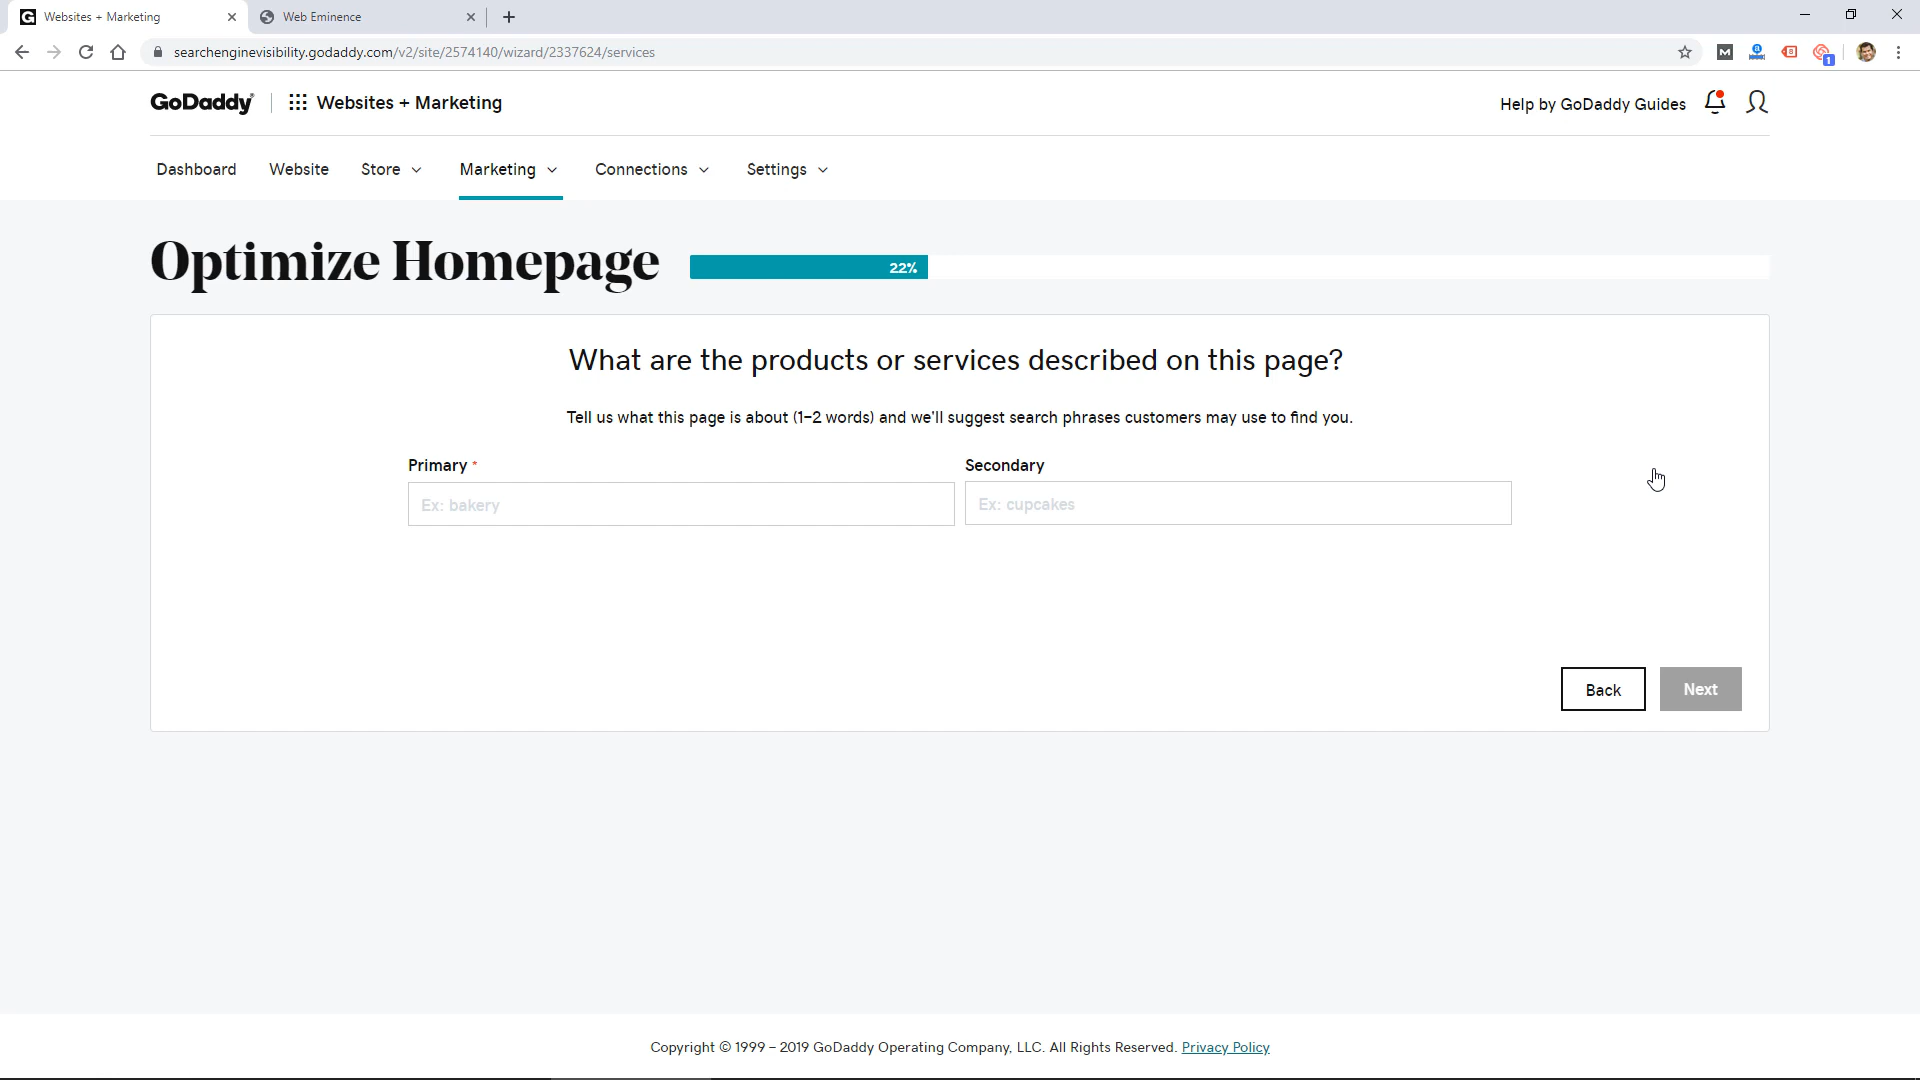 Websites + Marketing
Web Eminence
searchenginevisibility.godaddy.com/v2/site/2574140/wizard/2337624/services
GoDaddy
Websites + Marketing
Help by GoDaddy Guides
Dashboard
Website
Store
Marketing
Connections
Settings
Optimize Homepage
22%
What are the products or services described on this page?
Tell us what this page is about (1-2 words) and we'll suggest search phrases customers may use to find you.
Primary *
Secondary
Ex: bakery
Ex: cupcakes
Back
Next
Copyright © 1999 – 2019 GoDaddy Operating Company, LLC. All Rights Reserved. Privacy Policy